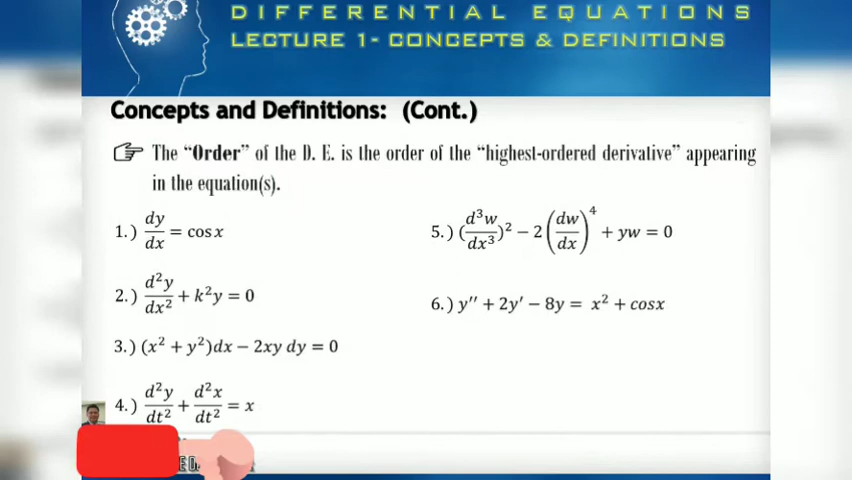 DIFFERENTIAL EQUATIONS
LECTURE 1- CONCEPTS & DEFINITIONS
Concepts and Definitions: (Cont.)
☞ The “Order” of the D. E. is the order of the “highest-ordered derivative” appearing
in the equation(s).
1.) dy/dx = cos x
2.) d²y/dx² + k²y = 0
3.) (x² + y²)dx − 2xy dy = 0
4.) d²y/dt² + d²x/dt² = x
5.) (d³w/dx³)² − 2(dw/dx)⁴ + yw = 0
6.) y′′ + 2y′ − 8y = x² + cosx